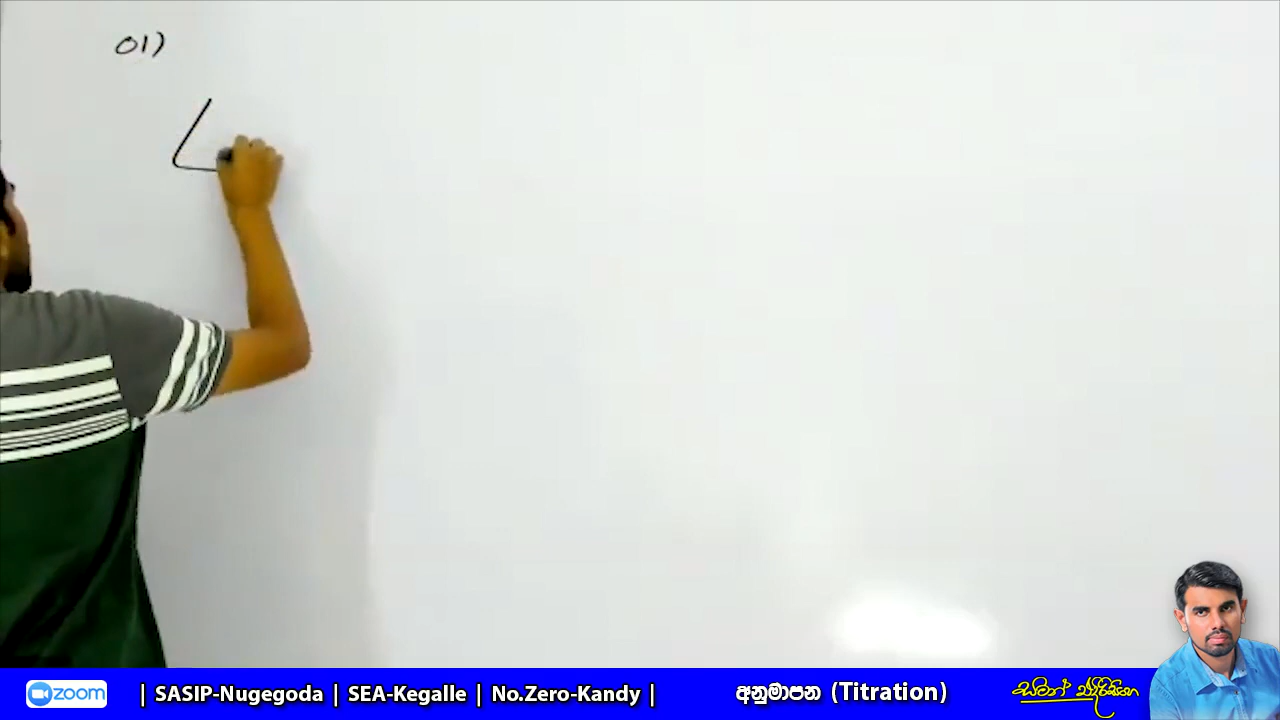 01)
zoom
| SASIP-Nugegoda | SEA-Kegalle | No.Zero-Kandy |
අනුමාපන (Titration)